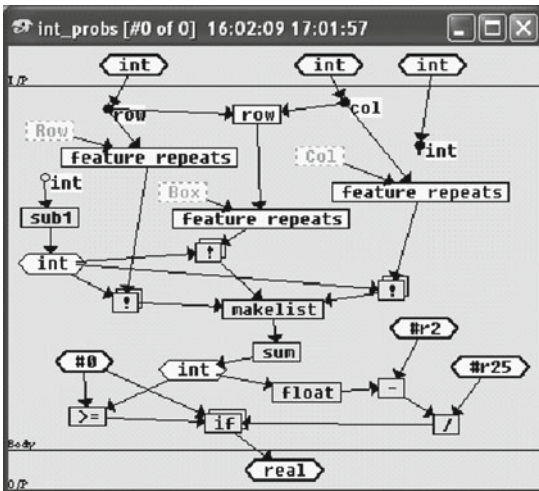 int_probs [#0 of 0] 16:02:09 17:01:57
int int int
I/P
row row col
Row int
feature repeats Col
int Box feature repeats
sub1 feature repeats
int !
! makelist !
#r2
#0 sum
int #r25
float -
>= if /
Body
real
O/P